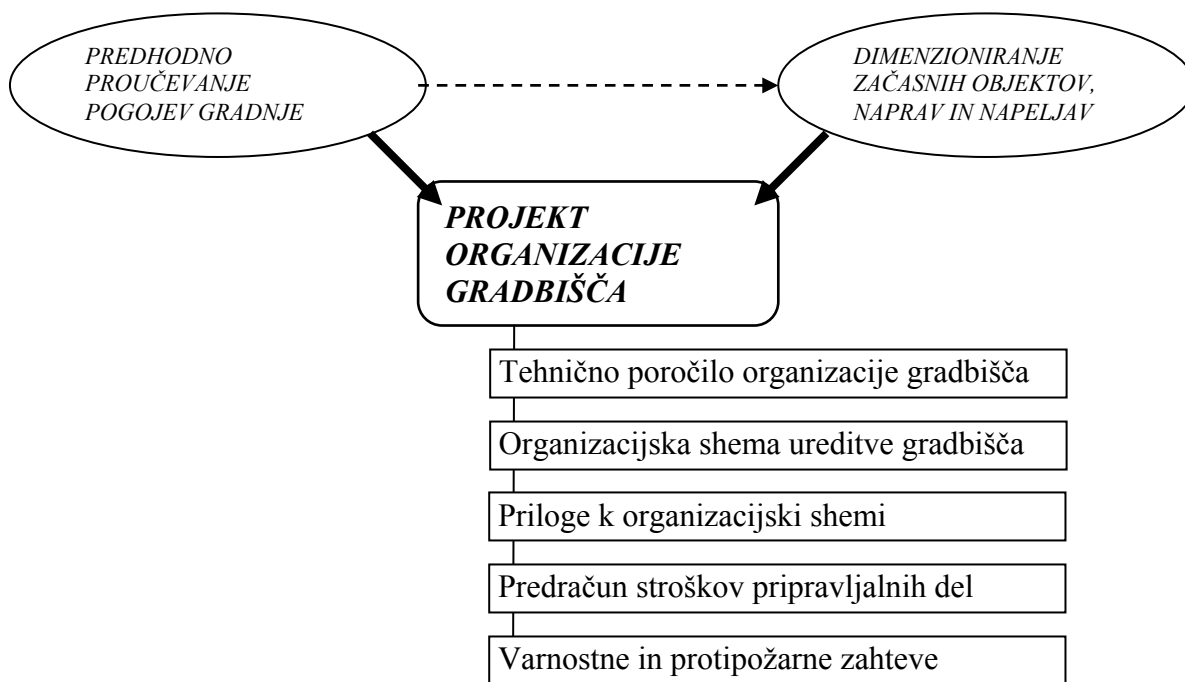 PREDHODNO
PROUČEVANJE
POGOJEV GRADNJE
DIMENZIONIRANJE
ZAČASNIH OBJEKTOV,
NAPRAV IN NAPELJAV
PROJEKT
ORGANIZACIJE
GRADBIŠČA
Tehnično poročilo organizacije gradbišča
Organizacijska shema ureditve gradbišča
Priloge k organizacijski shemi
Predračun stroškov pripravljalnih del
Varnostne in protipožarne zahteve